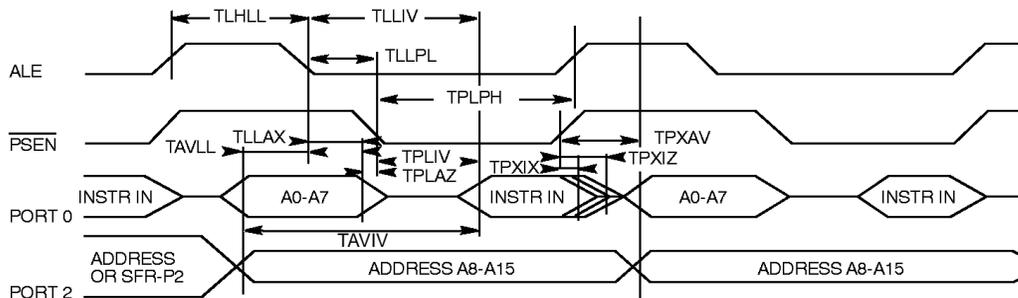 TLHLL
TLLIV
TLLPL
ALE
TPLPH
PSEN
TLLAX
TPXAV
TAVLL
TPLIV
TPXIZ
TPLAZ
TPXIX
INSTR IN
A0-A7
INSTR IN
A0-A7
INSTR IN
PORT 0
TAVIV
ADDRESS
OR SFR-P2
ADDRESS A8-A15
ADDRESS A8-A15
PORT 2